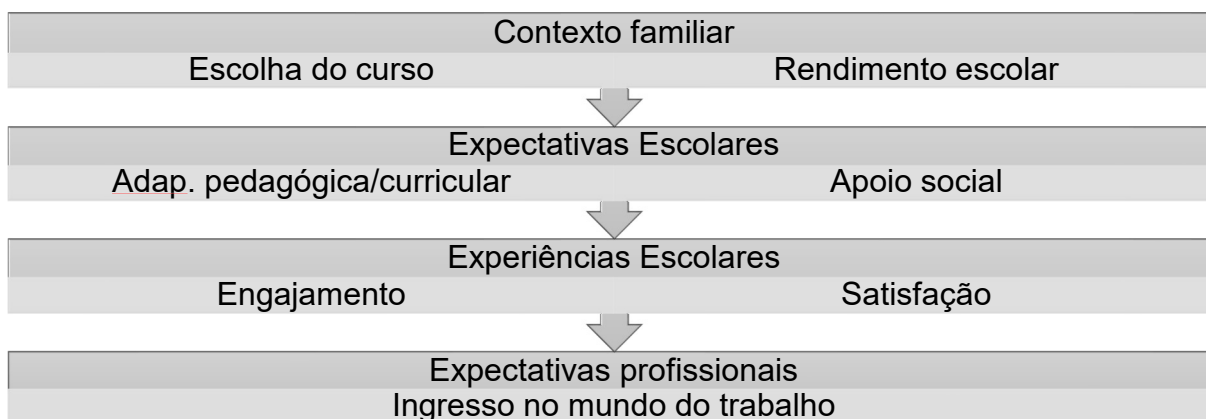 Contexto familiar
Escolha do curso Rendimento escolar
Expectativas Escolares
Adap. pedagógica/curricular Apoio social
Experiências Escolares
Engajamento Satisfação
Expectativas profissionais
Ingresso no mundo do trabalho